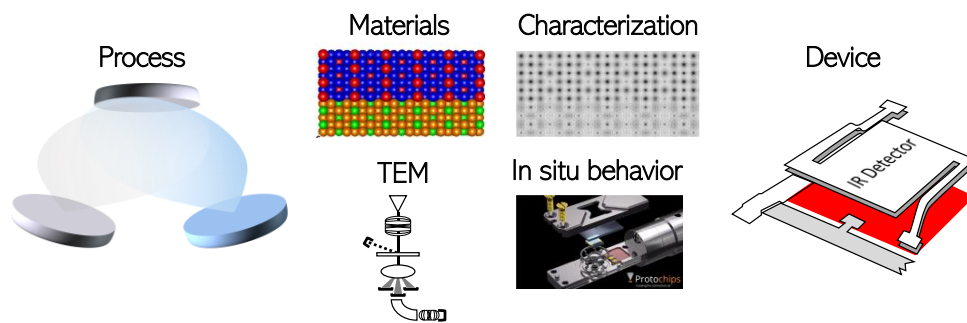 Process
Materials
Characterization
Device
TEM
In situ behavior
IR Detector
Protochips